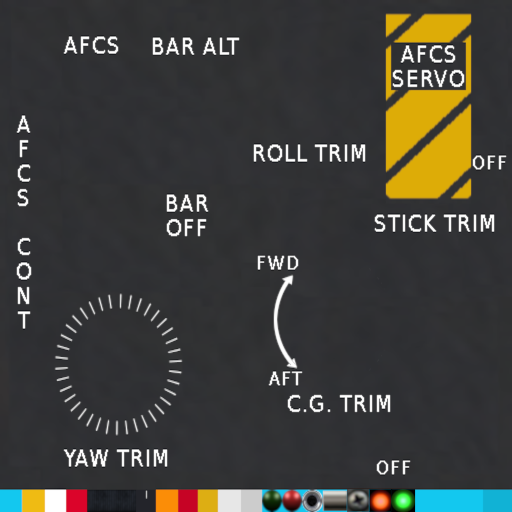 AFCS BAR ALT
AFCS
SERVO
AFCS CONT
ROLL TRIM
OFF
BAR
OFF
STICK TRIM
FWD
AFT
C.G. TRIM
YAW TRIM
OFF